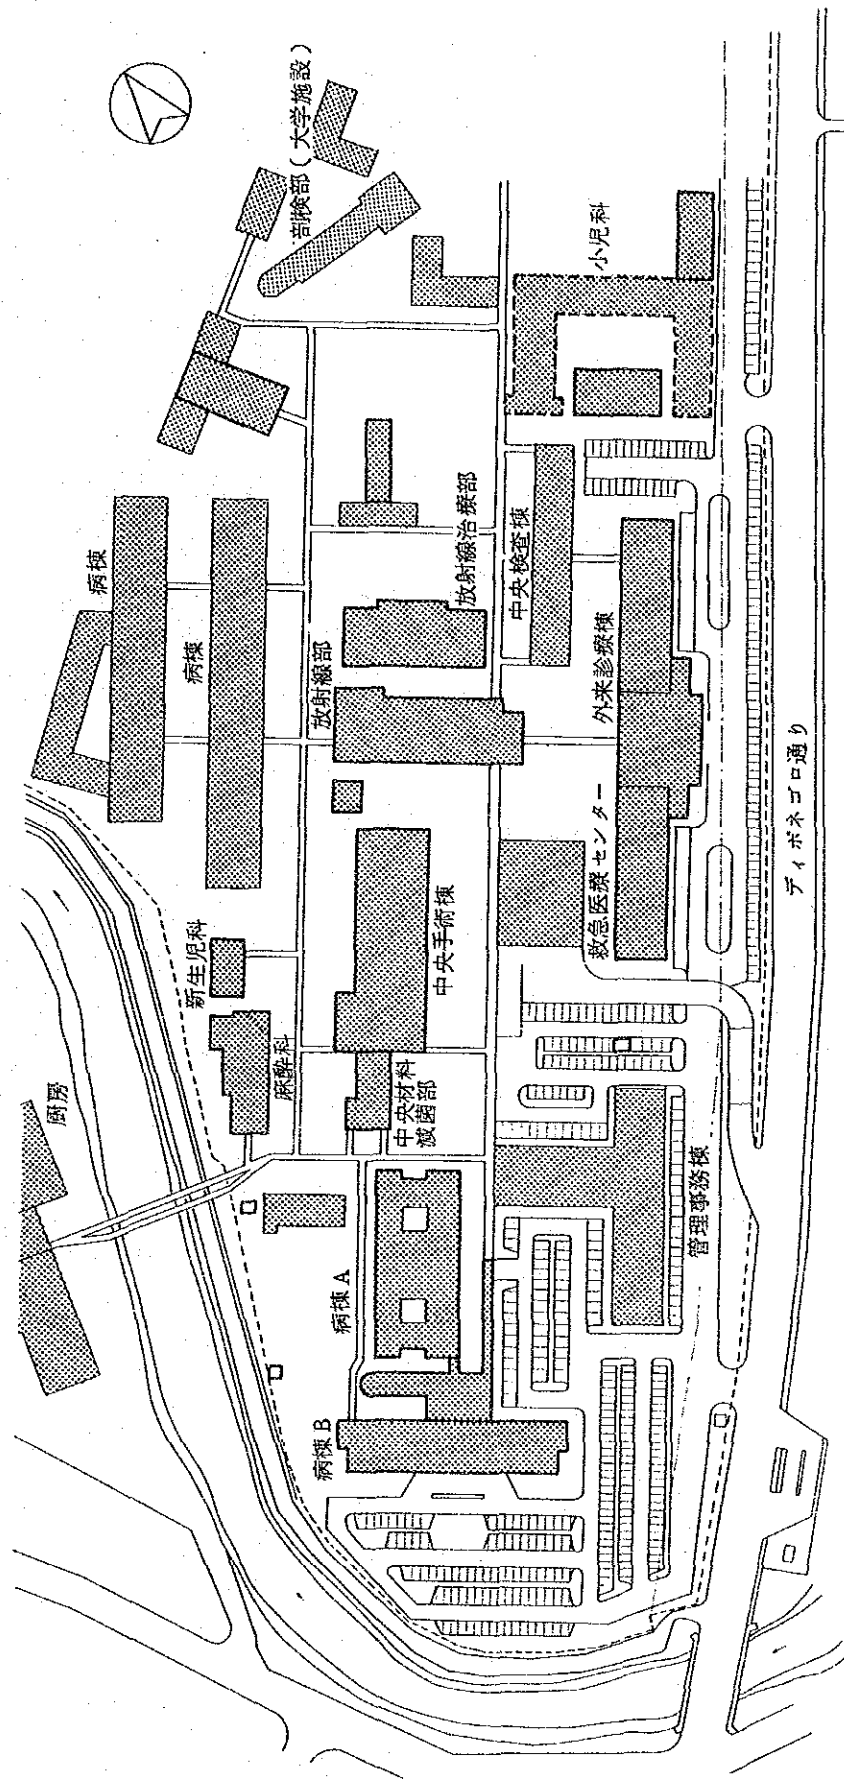 剖検部(大学施設)
小児科
病棟
病棟
放射線部
放射線治療部
中央検査棟
外来診療棟
救急医療センター
ディポネゴロ通り
新生児科
麻酔科
中央手術棟
中央材料
滅菌部
厨房
病棟A
病棟B
管理事務棟